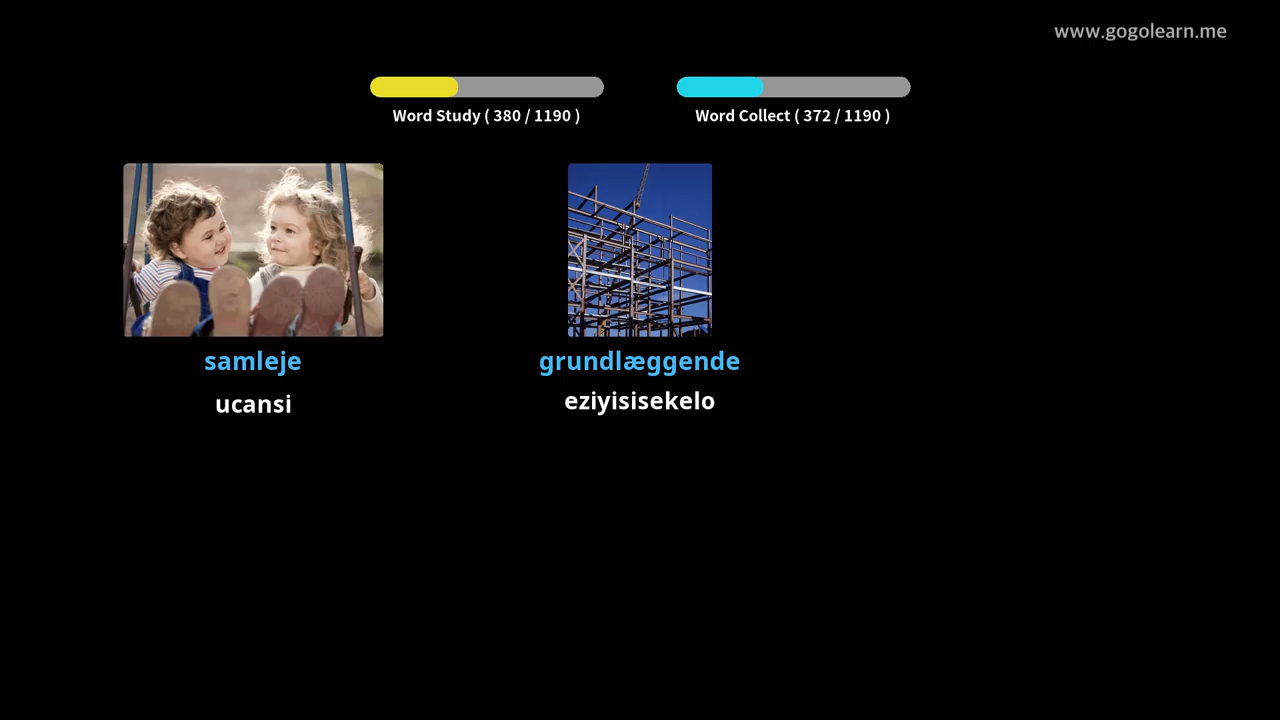 www.gogolearn.me
Word Study ( 380 / 1190 )
Word Collect ( 372 / 1190 )
samleje
ucansi
grundlæggende
eziyisisekelo